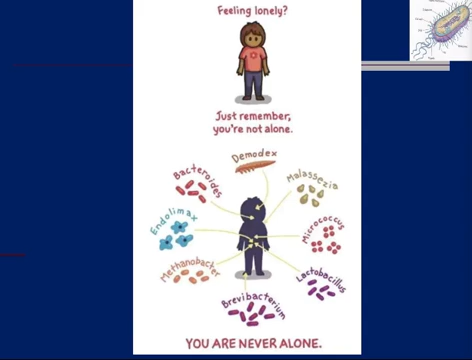 Feeling lonely?
Just remember,
you're not alone.
Demodex
Bacteroides
Malassezia
Endolimax
Micrococcus
Methanobacter
Lactobacillus
Brevibacterium
YOU ARE NEVER ALONE.